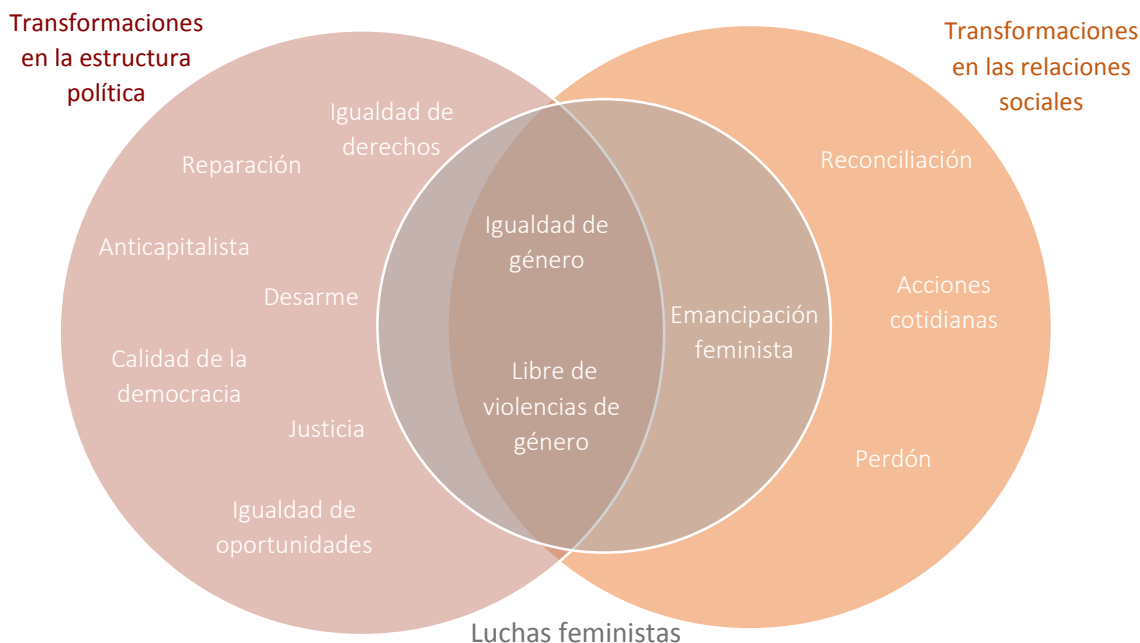 Transformaciones
en la estructura
política
Transformaciones
en las relaciones
sociales
Igualdad de
derechos
Reparación
Anticapitalista
Desarme
Calidad de la
democracia
Justicia
Igualdad de
oportunidades
Igualdad de
género
Libre de
violencias de
género
Emancipación
feminista
Reconciliación
Acciones
cotidianas
Perdón
Luchas feministas